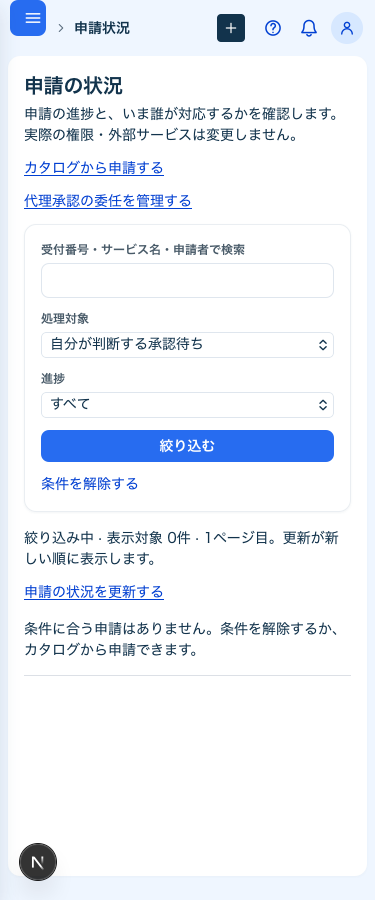 申請状況
申請の状況
申請の進捗と、いま誰が対応するかを確認します。
実際の権限・外部サービスは変更しません。
カタログから申請する
代理承認の委任を管理する
受付番号・サービス名・申請者で検索
処理対象
自分が判断する承認待ち
進捗
すべて
絞り込む
条件を解除する
絞り込み中 · 表示対象 0件 · 1ページ目。更新が新
しい順に表示します。
申請の状況を更新する
条件に合う申請はありません。条件を解除するか、
カタログから申請できます。
N